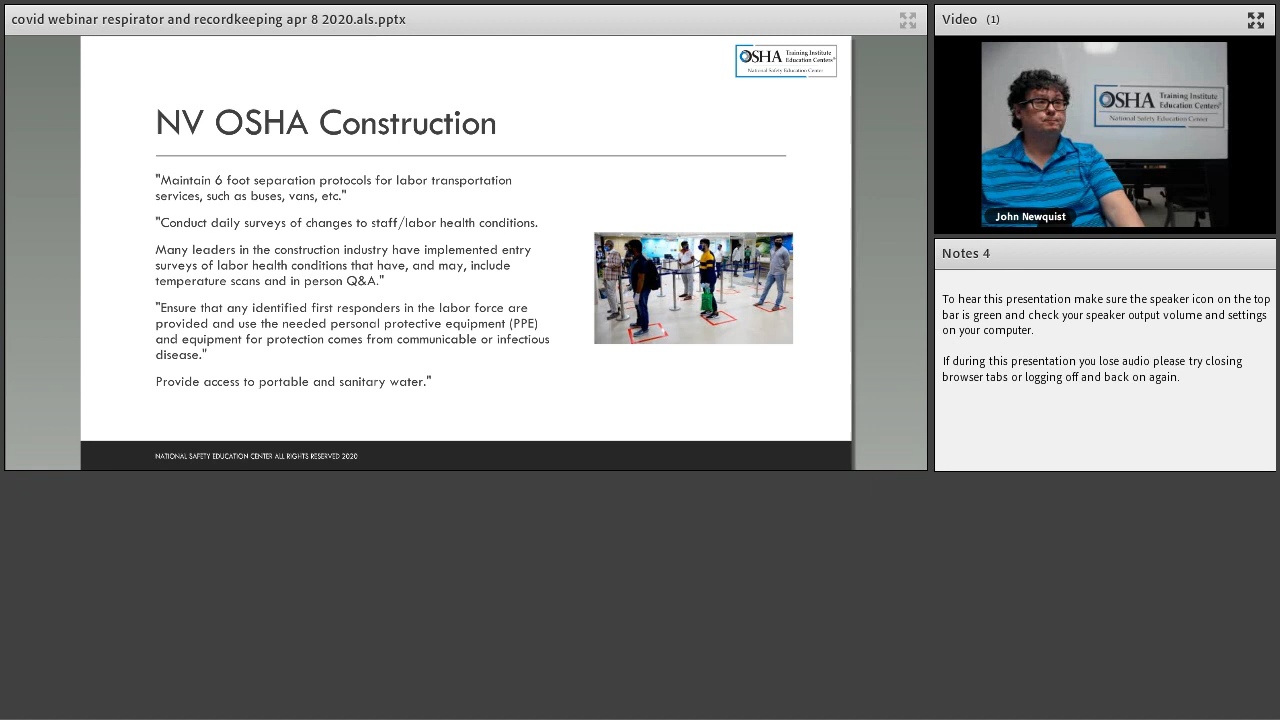 covid webinar respirator and recordkeeping apr 8 2020.als.pptx
OSHA Training Institute
Education Centers®
National Safety Education Center
NV OSHA Construction
"Maintain 6 foot separation protocols for labor transportation
services, such as buses, vans, etc."
"Conduct daily surveys of changes to staff/labor health conditions.
Many leaders in the construction industry have implemented entry
surveys of labor health conditions that have, and may, include
temperature scans and in person Q&A."
"Ensure that any identified first responders in the labor force are
provided and use the needed personal protective equipment (PPE)
and equipment for protection comes from communicable or infectious
disease."
Provide access to portable and sanitary water."
NATIONAL SAFETY EDUCATION CENTER ALL RIGHTS RESERVED 2020
Video (1)
OSHA Training Institute
Education Centers®
National Safety Education Center
John Newquist
Notes 4
To hear this presentation make sure the speaker icon on the top
bar is green and check your speaker output volume and settings
on your computer.
If during this presentation you lose audio please try closing
browser tabs or logging off and back on again.